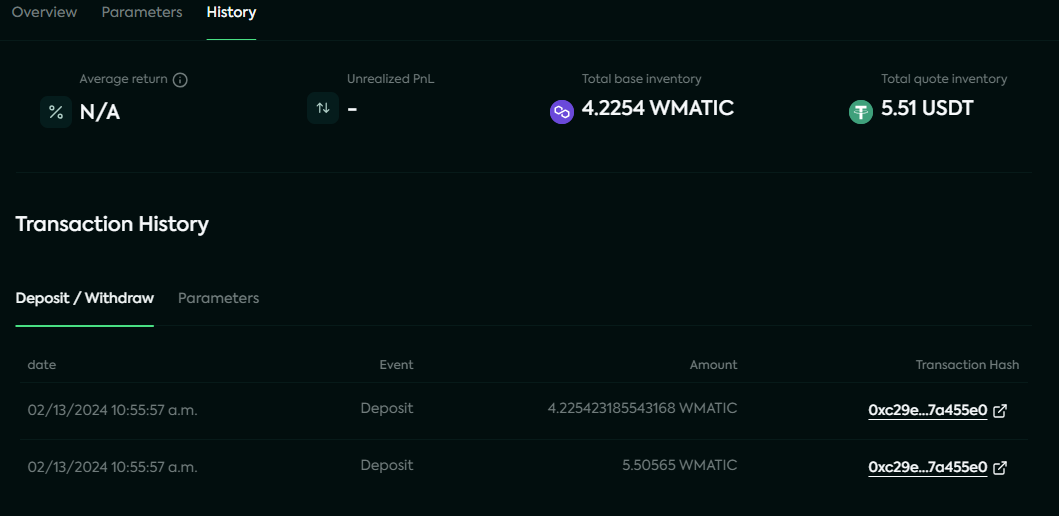 Overview Parameters History
Average return Unrealized PnL Total base inventory Total quote inventory
N/A - 4.2254 WMATIC 5.51 USDT
Transaction History
Deposit / Withdraw Parameters
date Event Amount Transaction Hash
02/13/2024 10:55:57 a.m. Deposit 4.225423185543168 WMATIC 0xc29e...7a455e0
02/13/2024 10:55:57 a.m. Deposit 5.50565 WMATIC 0xc29e...7a455e0